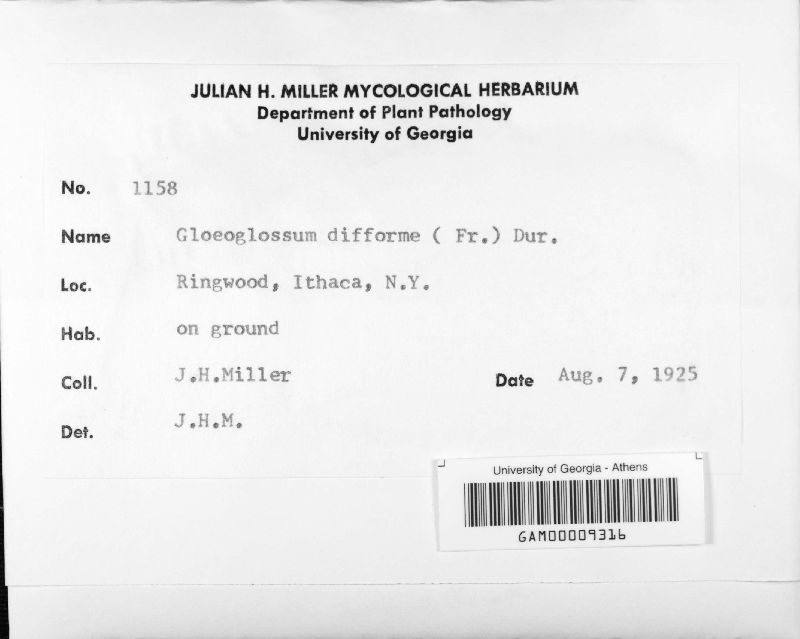 JULIAN H. MILLER MYCOLOGICAL HERBARIUM
Department of Plant Pathology
University of Georgia
No. 1158
Name Gloeoglossum difforme ( Fr.) Dur.
Loc. Ringwood, Ithaca, N.Y.
Hab. on ground
Coll. J.H.Miller Date Aug. 7, 1925
Det. J.H.M.
University of Georgia - Athens
GAM00009316